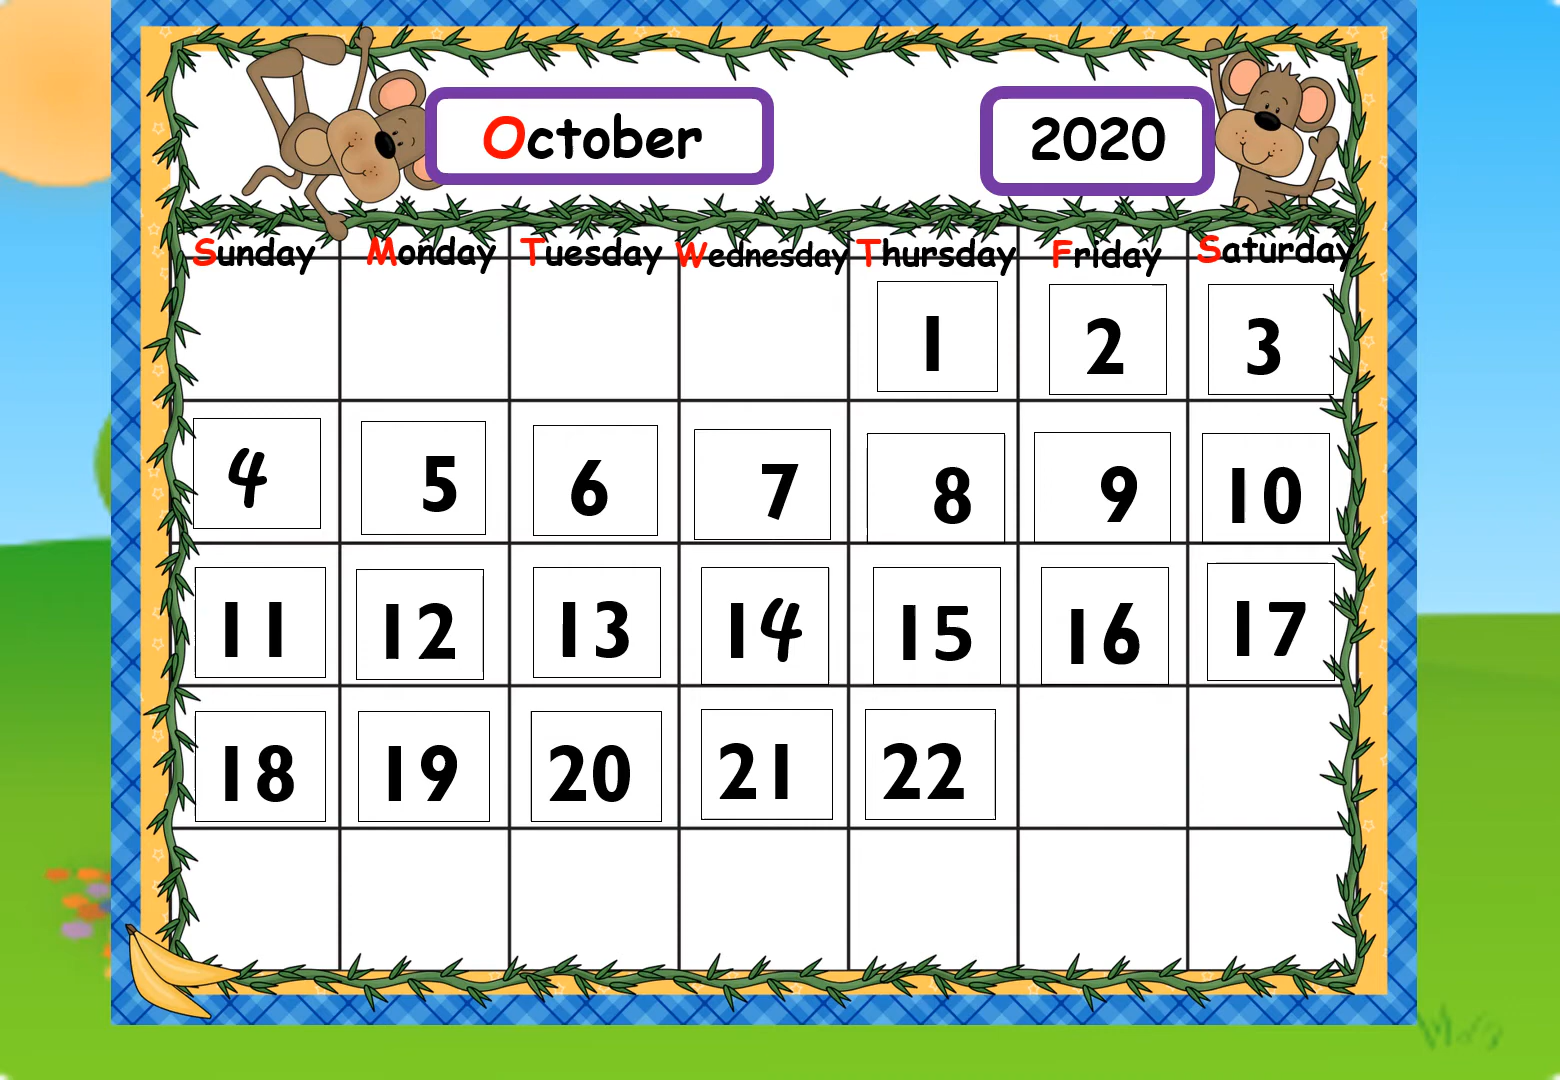 October 2020
Sunday Monday Tuesday Wednesday Thursday Friday Saturday
1 2 3
4 5 6 7 8 9 10
11 12 13 14 15 16 17
18 19 20 21 22